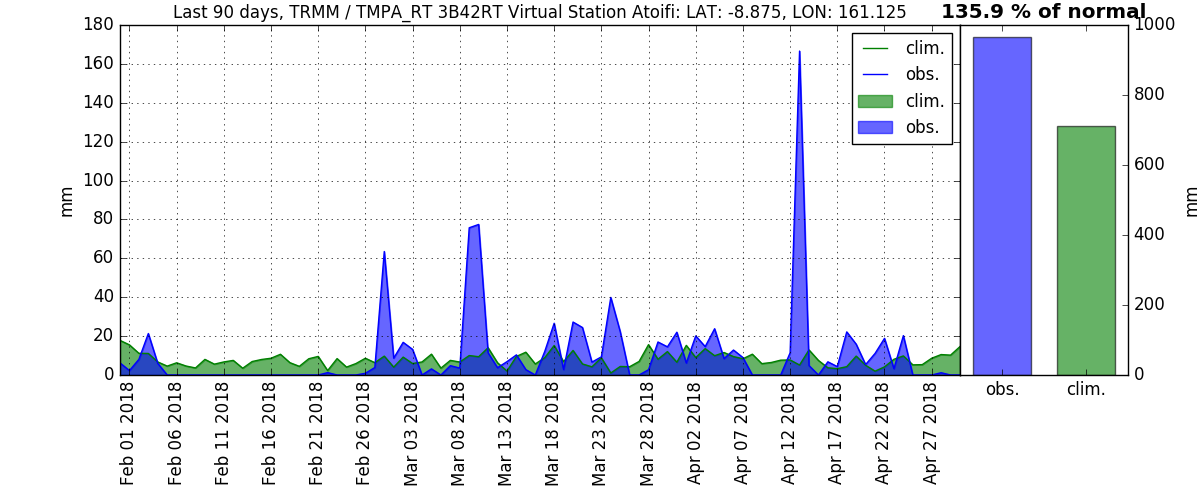 Last 90 days, TRMM / TMPA_RT 3B42RT Virtual Station Atoifi: LAT: -8.875, LON: 161.125
135.9 % of normal
180
160
140
120
100
80
60
40
20
0
mm
clim.
obs.
clim.
obs.
Feb 01 2018
Feb 06 2018
Feb 11 2018
Feb 16 2018
Feb 21 2018
Feb 26 2018
Mar 03 2018
Mar 08 2018
Mar 13 2018
Mar 18 2018
Mar 23 2018
Mar 28 2018
Apr 02 2018
Apr 07 2018
Apr 12 2018
Apr 17 2018
Apr 22 2018
Apr 27 2018
1000
800
600
400
200
0
mm
obs.
clim.